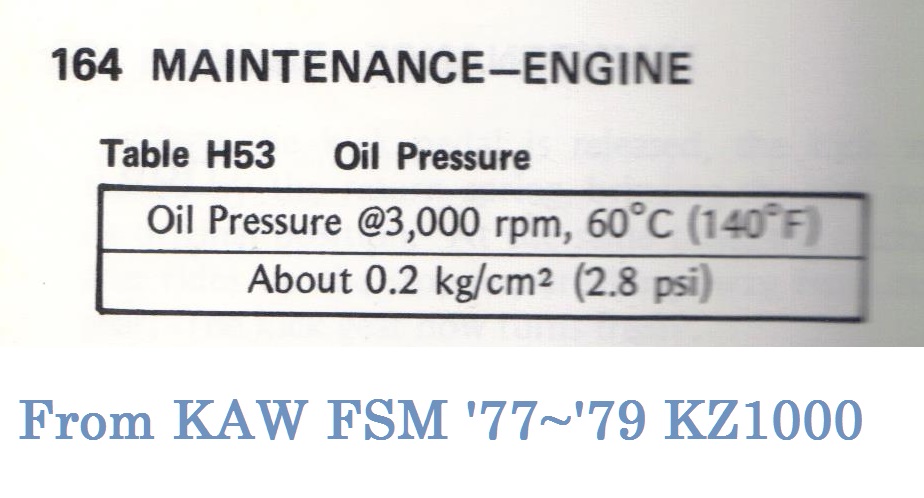 164 MAINTENANCE—ENGINE
Table H53 Oil Pressure
Oil Pressure @3,000 rpm, 60°C (140°F)
About 0.2 kg/cm² (2.8 psi)
From KAW FSM '77~'79 KZ1000